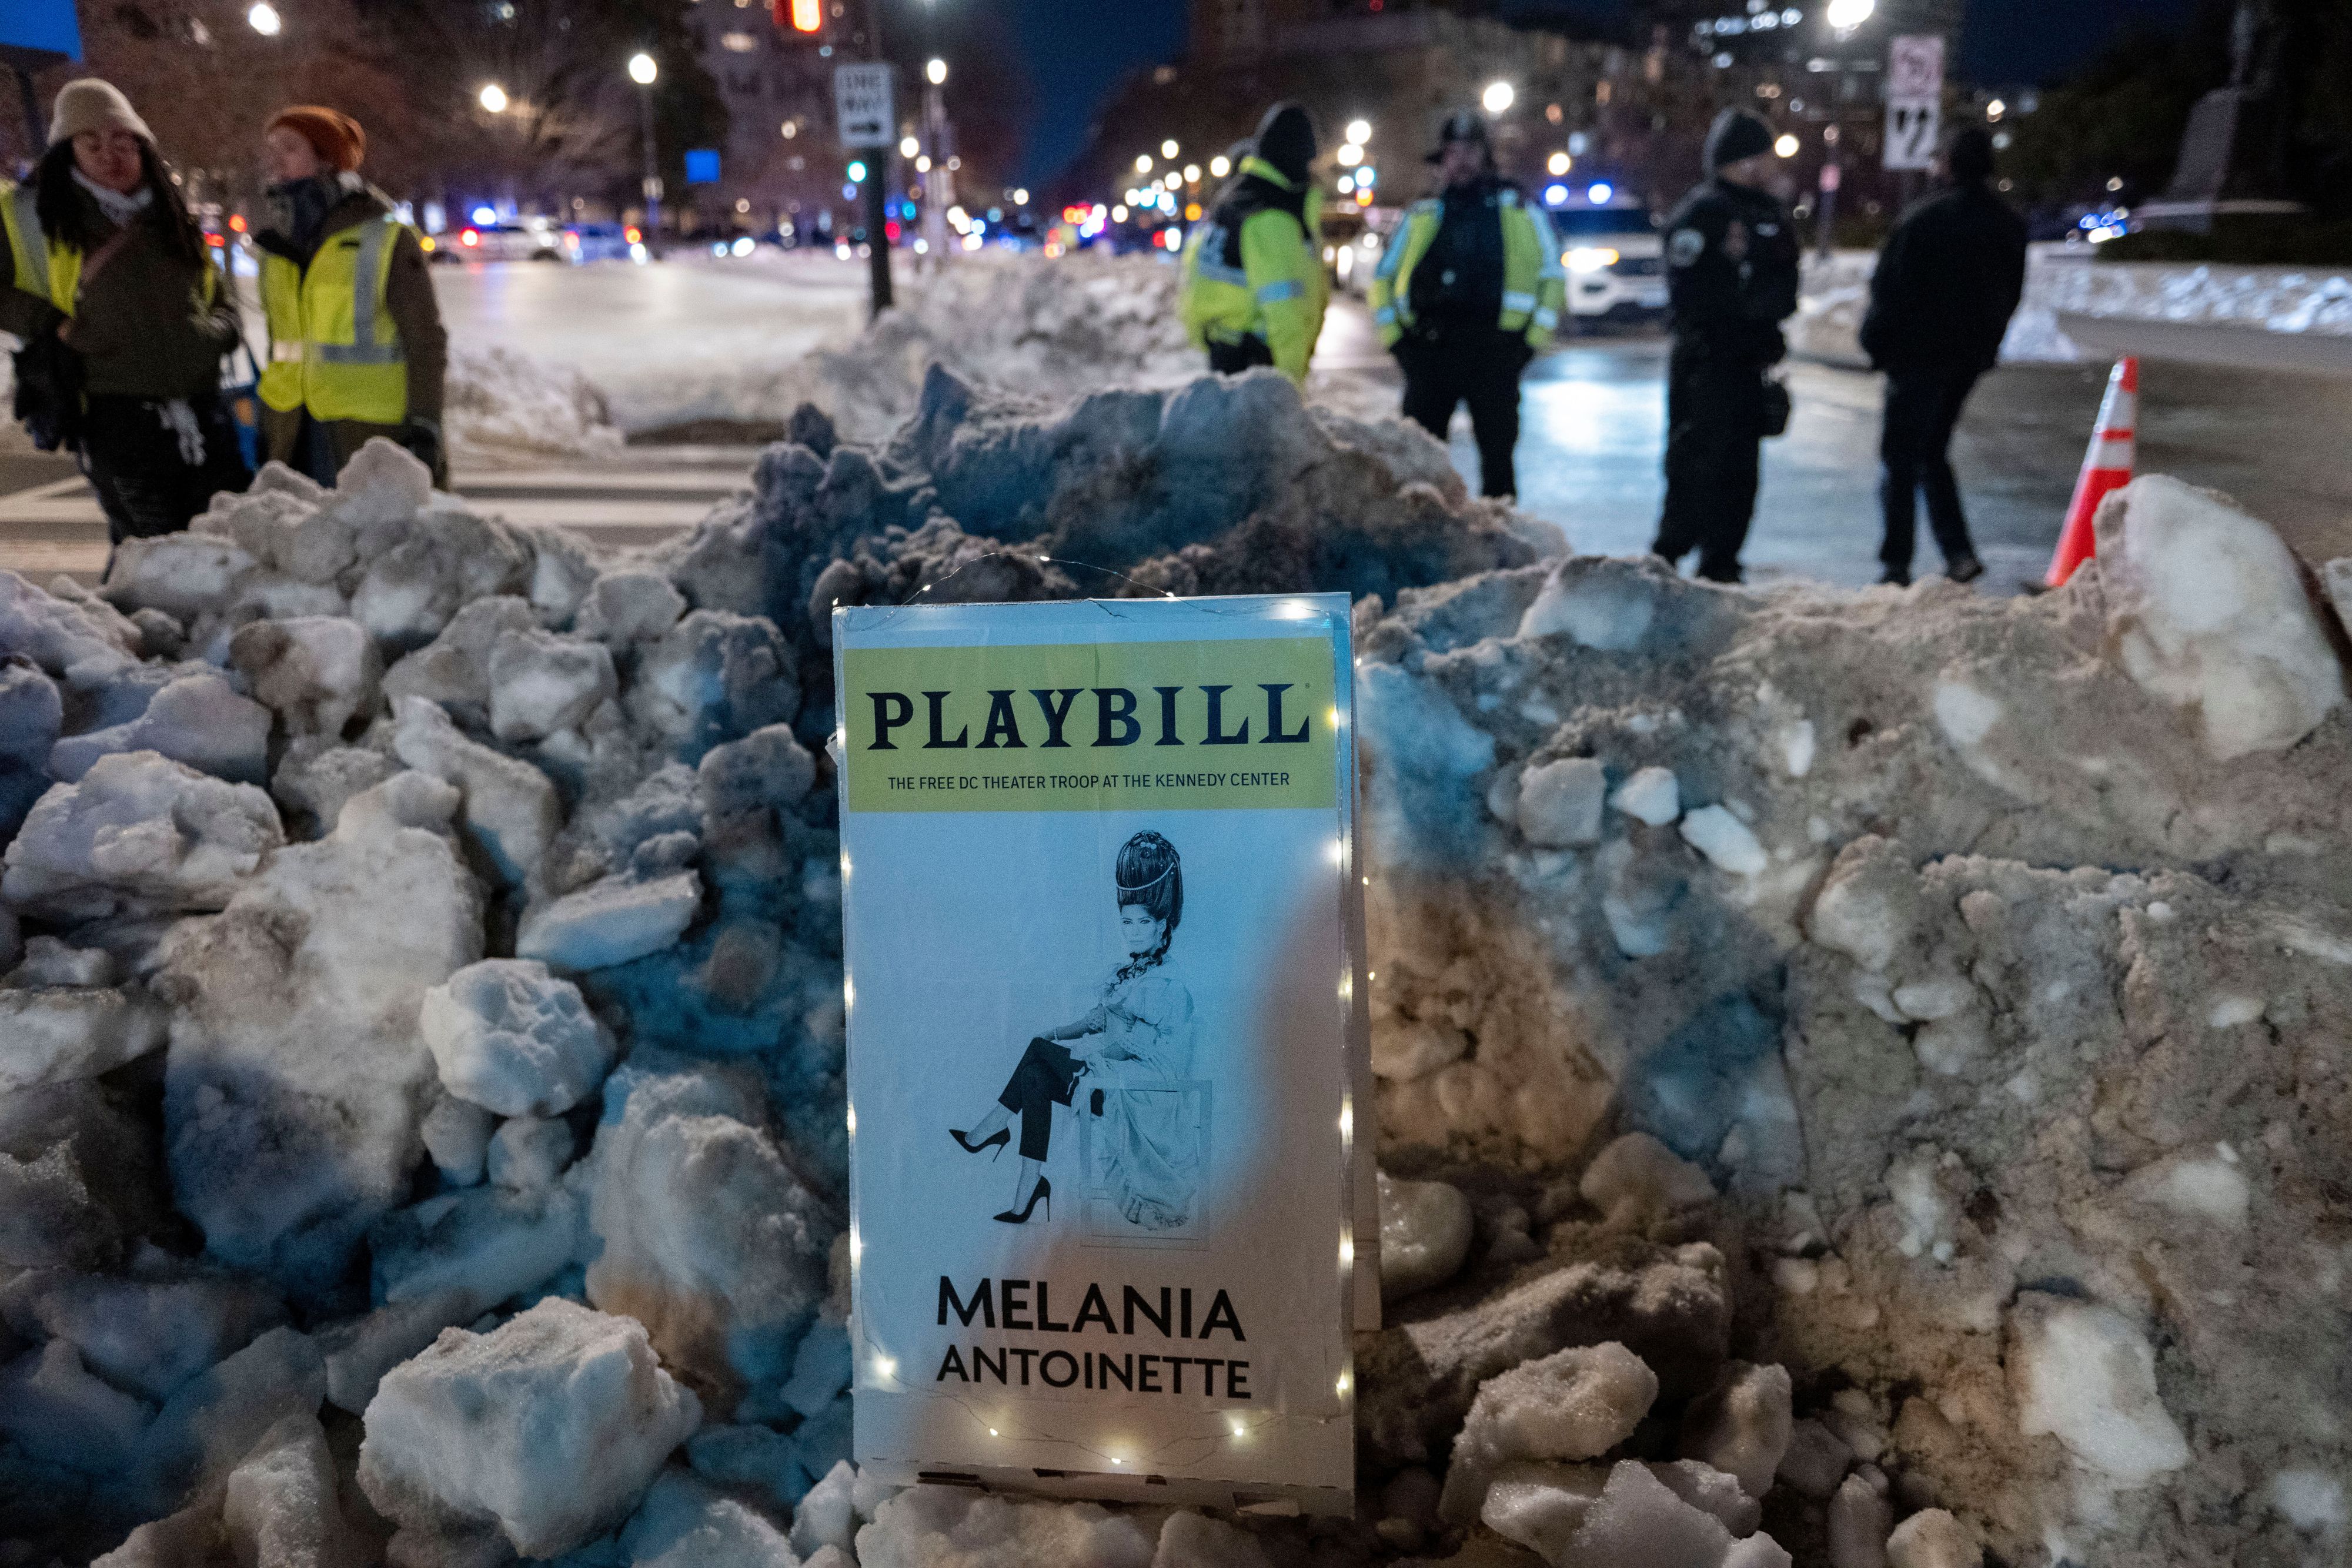 ONE
WAY
PLAYBILL
THE FREE DC THEATER TROOP AT THE KENNEDY CENTER
MELANIA
ANTOINETTE